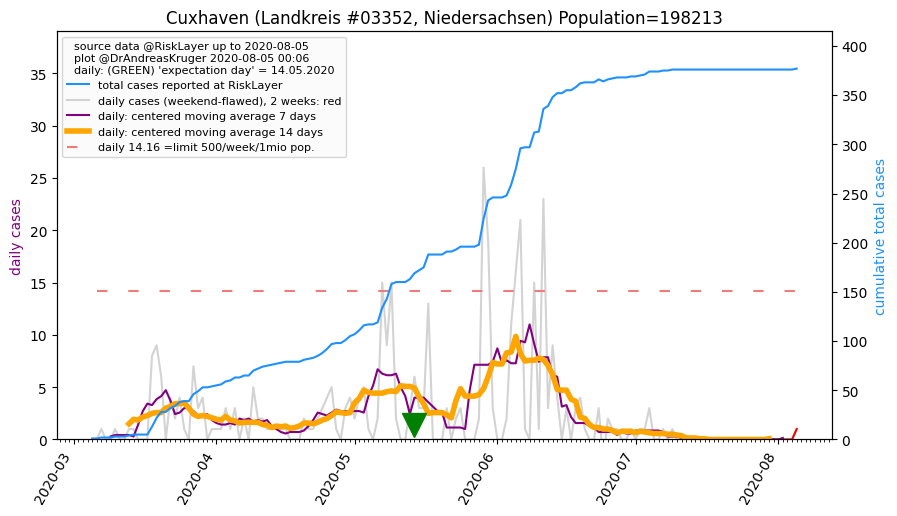 Cuxhaven (Landkreis #03352, Niedersachsen) Population=198213
source data @RiskLayer up to 2020-08-05
plot @DrAndreasKruger 2020-08-05 00:06
daily: (GREEN) 'expectation day' = 14.05.2020
total cases reported at RiskLayer
daily cases (weekend-flawed), 2 weeks: red
daily: centered moving average 7 days
daily: centered moving average 14 days
daily 14.16 =limit 500/week/1mio pop.
daily cases
35
30
25
20
15
10
5
0
400
350
300
250
200
150
100
50
0
cumulative total cases
2020-03
2020-04
2020-05
2020-06
2020-07
2020-08